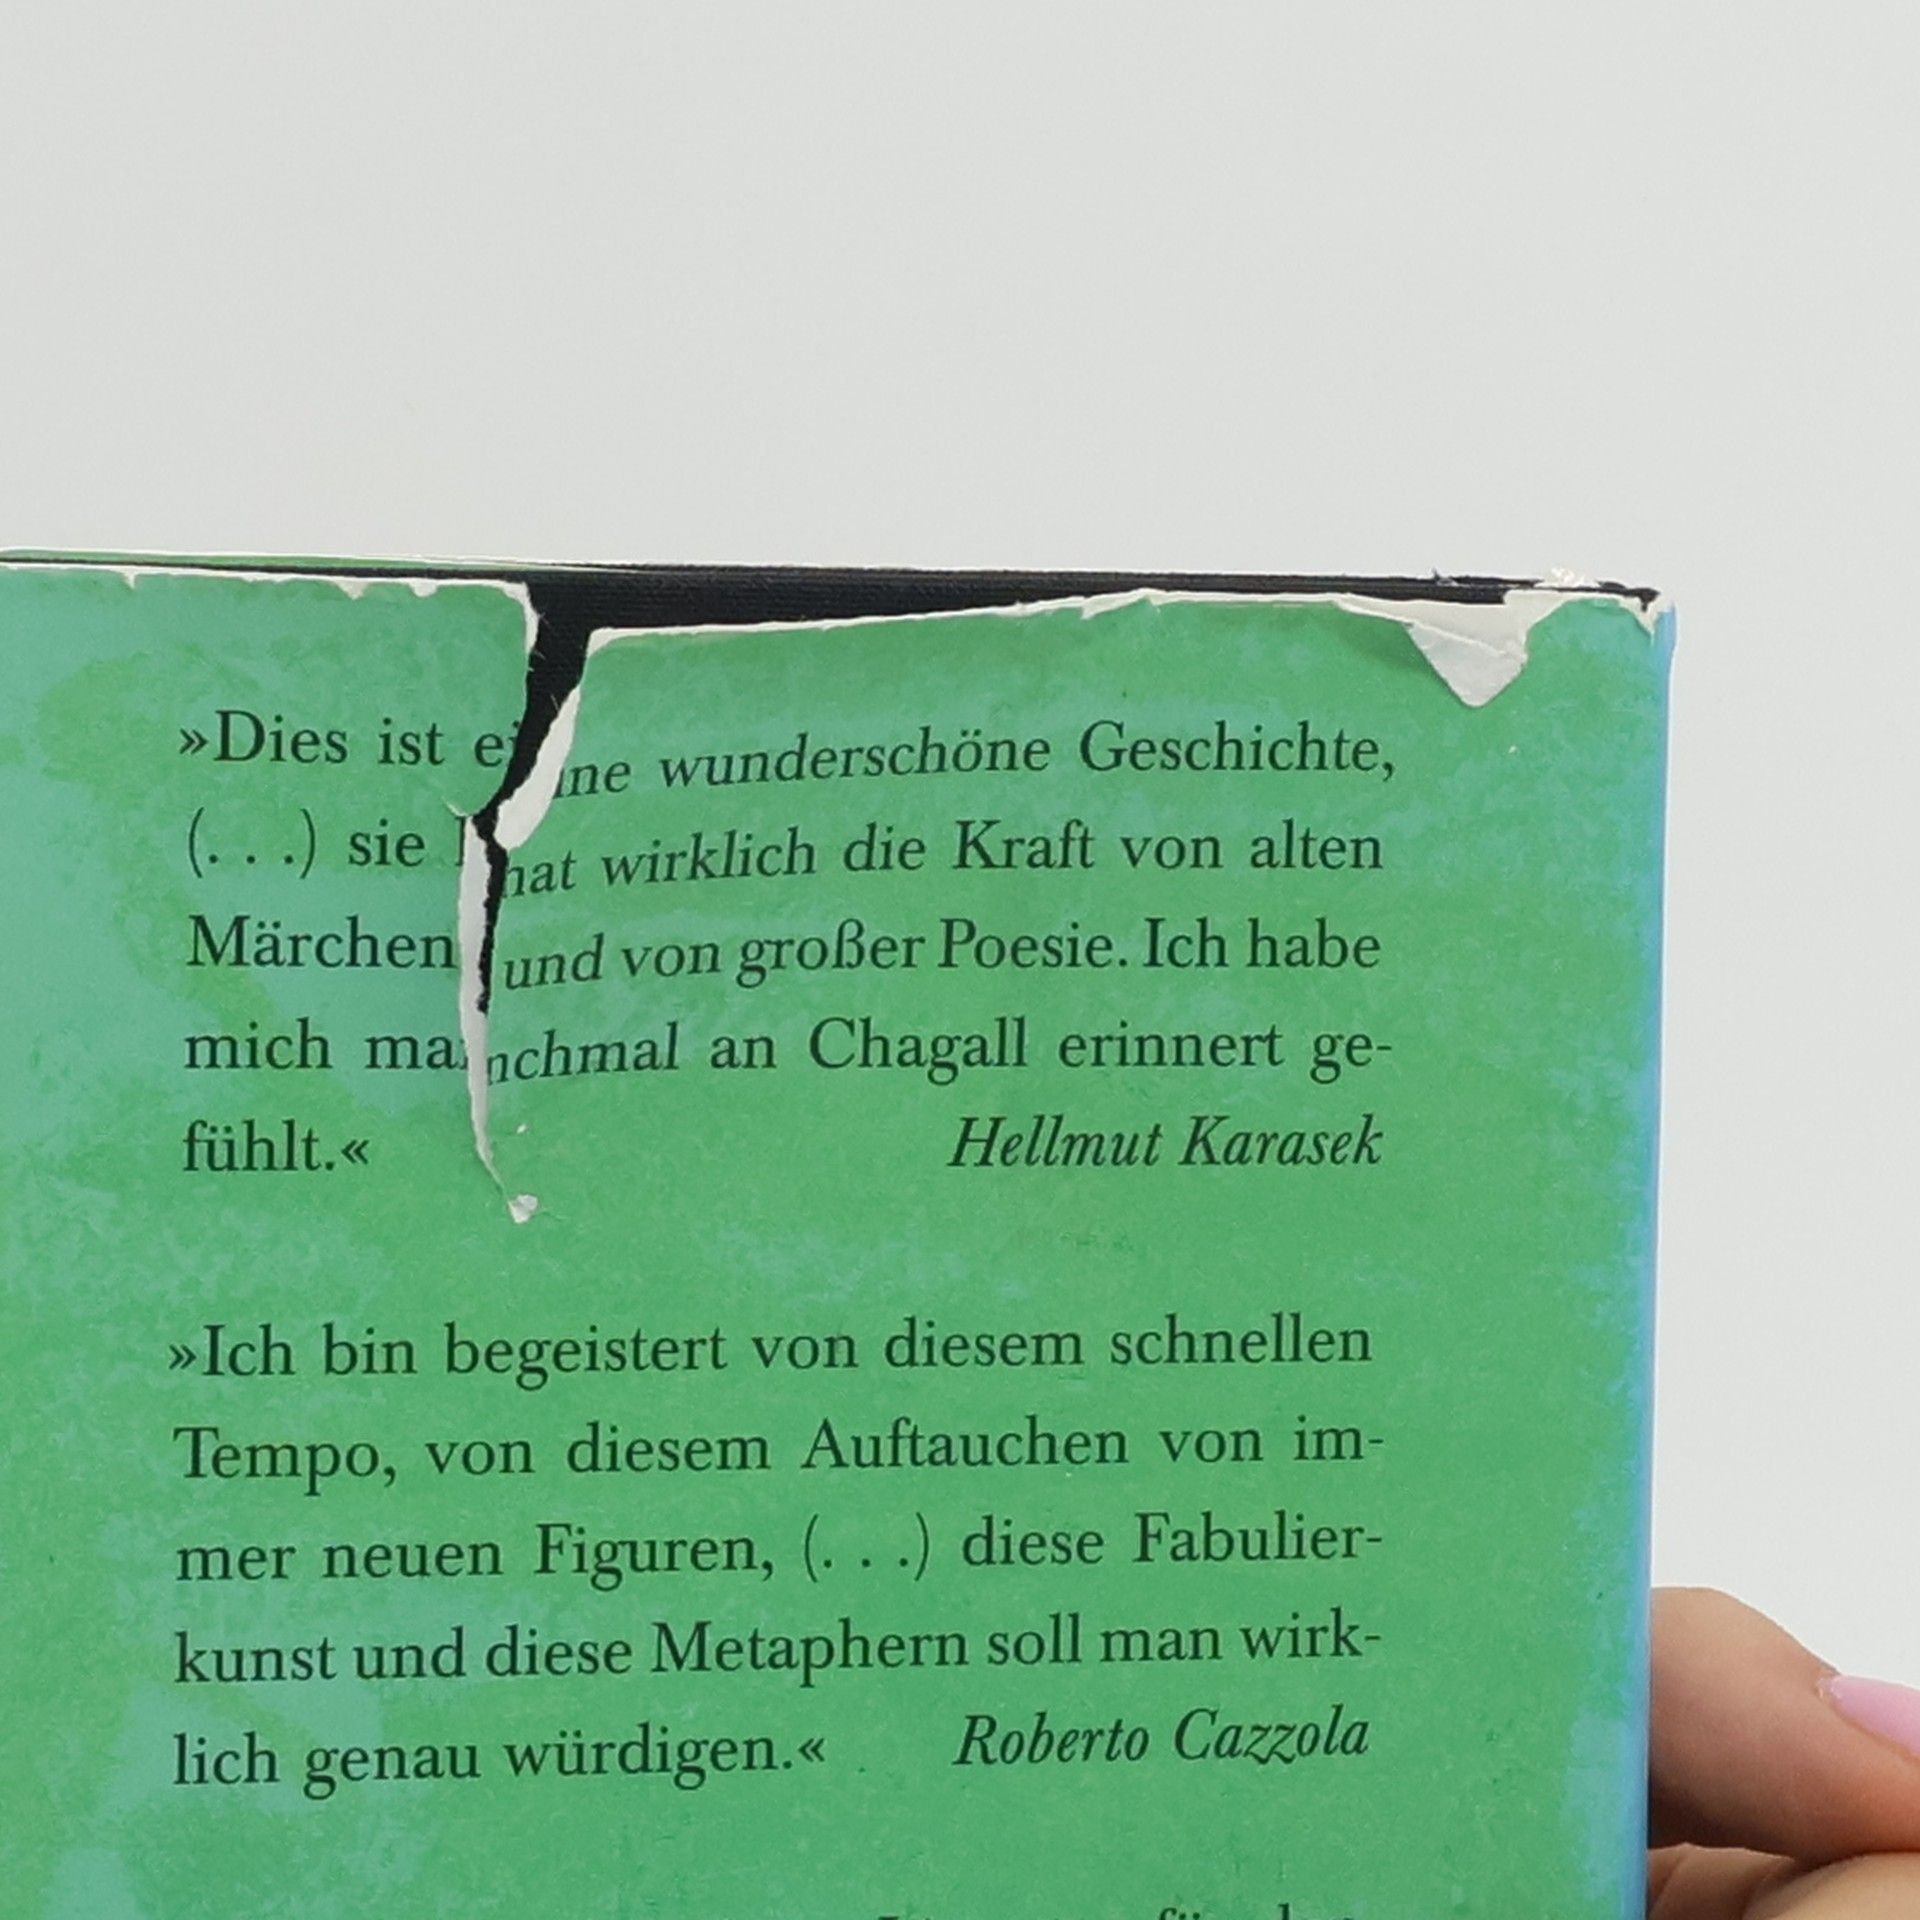 »Dies ist eine wunderschöne Geschichte,
(. . .) sie hat wirklich die Kraft von alten
Märchen und von großer Poesie. Ich habe
mich manchmal an Chagall erinnert ge-
fühlt.« Hellmut Karasek
»Ich bin begeistert von diesem schnellen
Tempo, von diesem Auftauchen von im-
mer neuen Figuren, (. . .) diese Fabulier-
kunst und diese Metaphern soll man wirk-
lich genau würdigen.« Roberto Cazzola